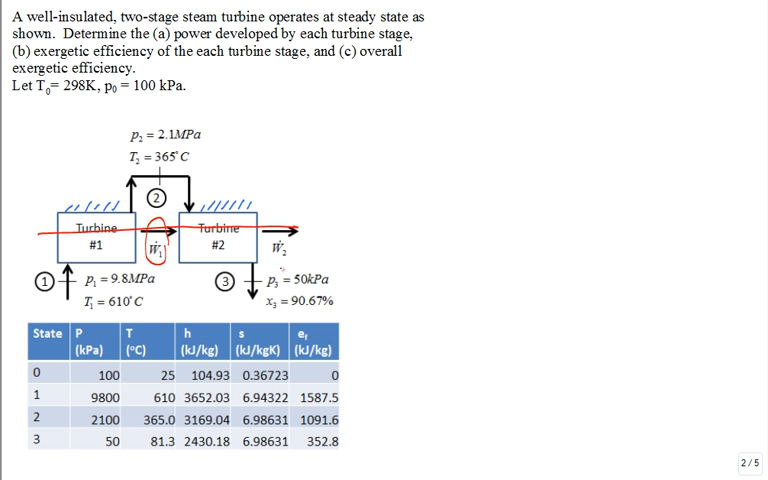 A well-insulated, two-stage steam turbine operates at steady state as
shown. Determine the (a) power developed by each turbine stage,
(b) exergetic efficiency of the each turbine stage, and (c) overall
exergetic efficiency.
Let T₀= 298K, p₀ = 100 kPa.
p₂ = 2.1MPa
T₂ = 365°C
2
Turbine
#1
Ẇ₁
Turbine
#2
Ẇ₂
1
P₁ = 9.8MPa
T₁ = 610°C
3
P₃ = 50kPa
x₃ = 90.67%
State P T h s e_f
(kPa) (°C) (kJ/kg) (kJ/kgK) (kJ/kg)
0 100 25 104.93 0.36723 0
1 9800 610 3652.03 6.94322 1587.5
2 2100 365.0 3169.04 6.98631 1091.6
3 50 81.3 2430.18 6.98631 352.8
2/5